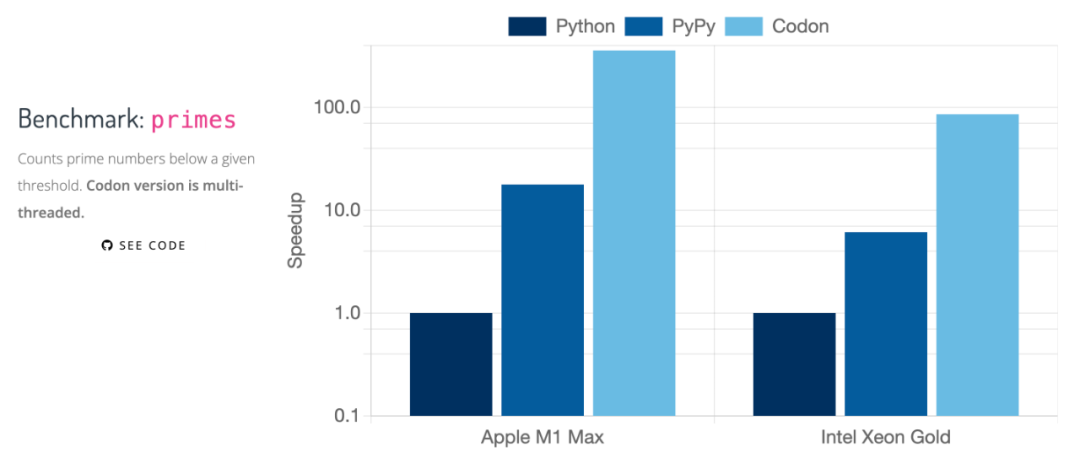 Benchmark: primes
Counts prime numbers below a given
threshold. Codon version is multi-
threaded.
SEE CODE
Python PyPy Codon
Speedup
100.0
10.0
1.0
0.1
Apple M1 Max Intel Xeon Gold